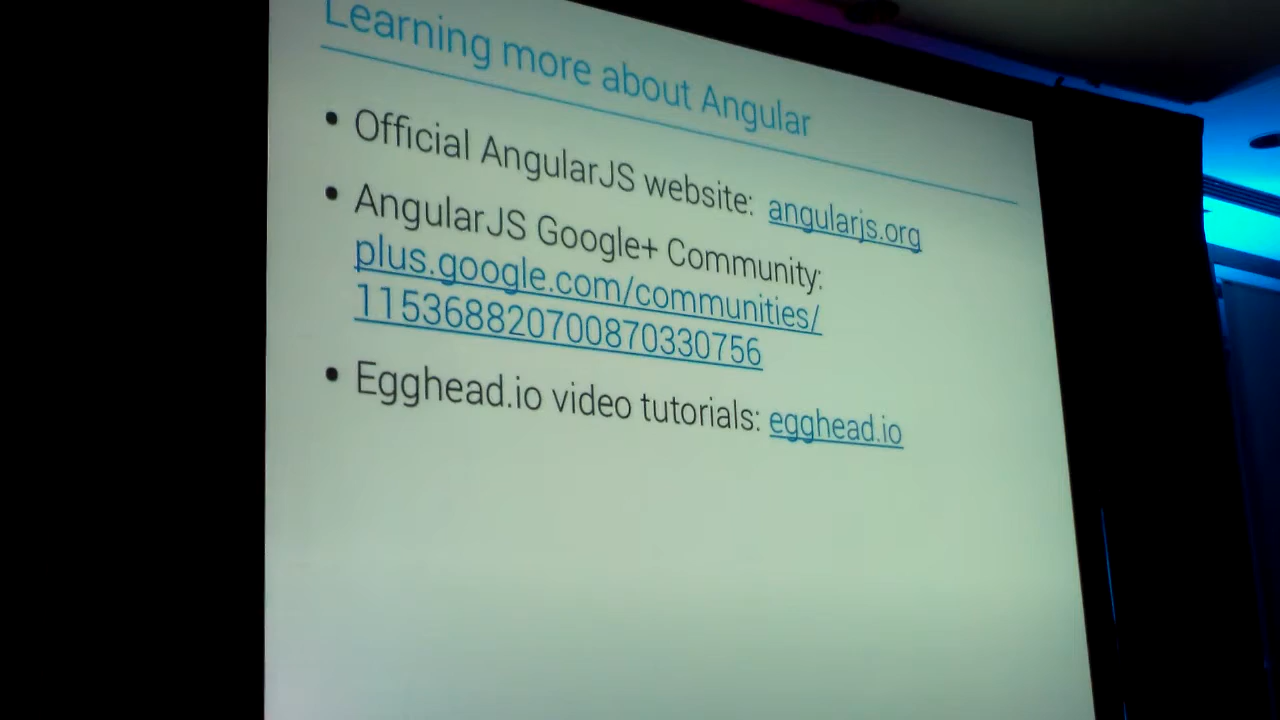 Learning more about Angular
• Official AngularJS website: angularjs.org
• AngularJS Google+ Community:
plus.google.com/communities/
115368820700870330756
• Egghead.io video tutorials: egghead.io